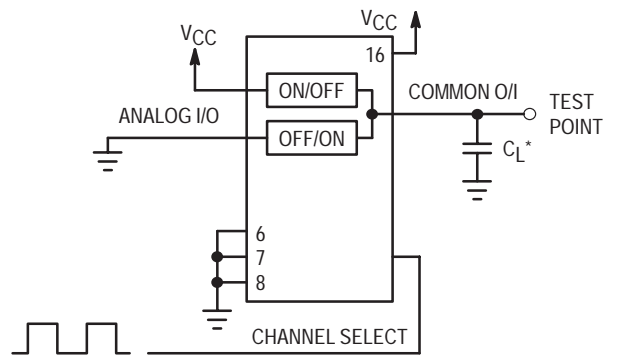 VCC
VCC
16
ON/OFF
COMMON O/I
TEST
POINT
ANALOG I/O
OFF/ON
CL*
6
7
8
CHANNEL SELECT